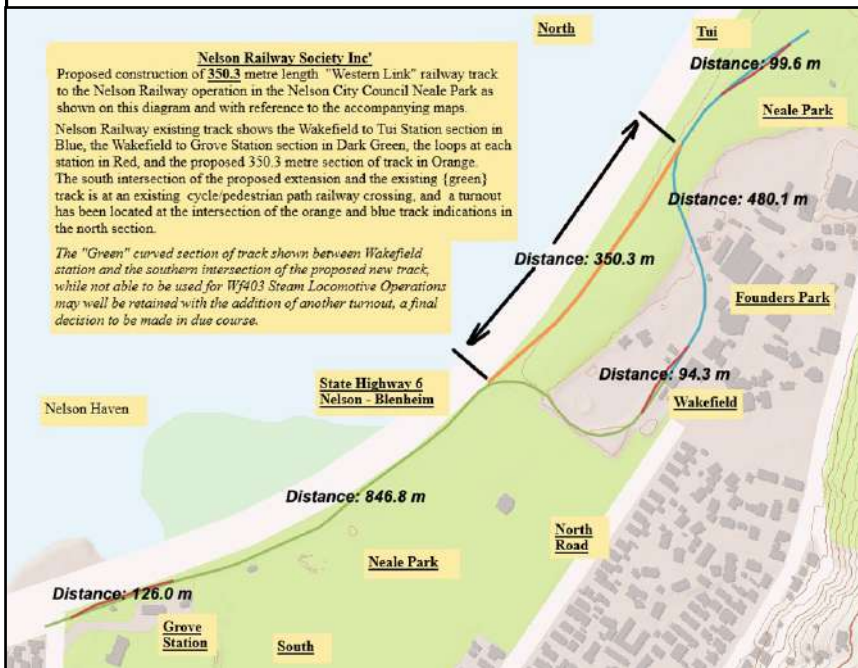 Nelson Railway Society Inc'
Proposed construction of 350.3 metre length "Western Link" railway track
to the Nelson Railway operation in the Nelson City Council Neale Park as
shown on this diagram and with reference to the accompanying maps.
Nelson Railway existing track shows the Wakefield to Tui Station section in
Blue, the Wakefield to Grove Station section in Dark Green, the loops at each
station in Red, and the proposed 350.3 metre section of track in Orange.
The south intersection of the proposed extension and the existing {green}
track is at an existing cycle/pedestrian path railway crossing, and a turnout
has been located at the intersection of the orange and blue track indications in
the north section.
The "Green" curved section of track shown between Wakefield
station and the southern intersection of the proposed new track,
while not able to be used for Wf403 Steam Locomotive Operations
may well be retained with the addition of another turnout, a final
decision to be made in due course.
North
Tui
Distance: 99.6 m
Neale Park
Distance: 480.1 m
Distance: 350.3 m
Founders Park
Distance: 94.3 m
State Highway 6
Nelson - Blenheim
Wakefield
Nelson Haven
Distance: 846.8 m
North
Road
Neale Park
Distance: 126.0 m
Grove
Station
South